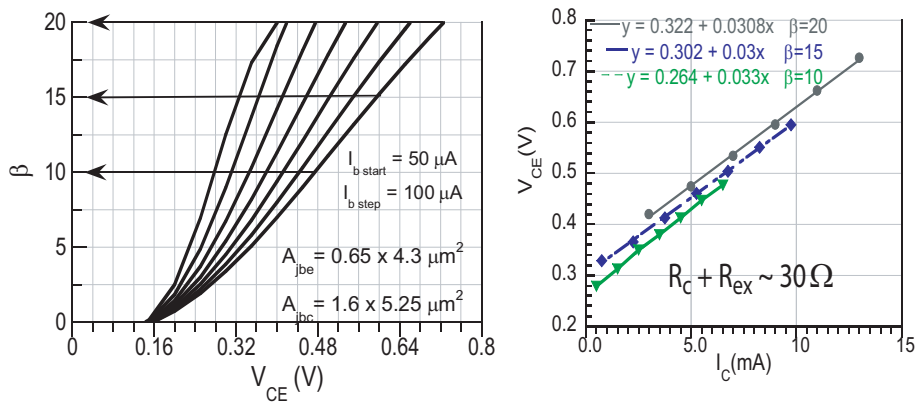 20
15
10
5
0
β
I b start = 50 μA
I b step = 100 μA
A jbe = 0.65 x 4.3 μm²
A jbc = 1.6 x 5.25 μm²
0 0.16 0.32 0.48 0.64 0.8
V CE (V)
y = 0.322 + 0.0308x β=20
y = 0.302 + 0.03x β=15
y = 0.264 + 0.033x β=10
0.8
0.7
0.6
0.5
0.4
0.3
0.2
V CE (V)
R c + R ex ~ 30 Ω
0.0 5.0 10 15
I C (mA)